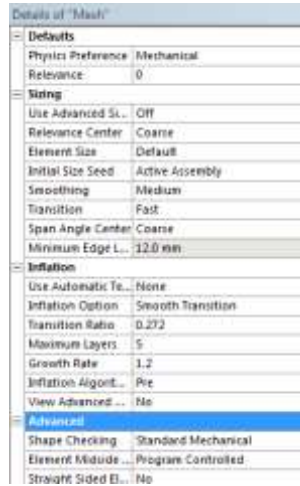 Details of "Mesh"
Defaults
Physics Preference Mechanical
Relevance 0
Sizing
Use Advanced Si... Off
Relevance Center Coarse
Element Size Default
Initial Size Seed Active Assembly
Smoothing Medium
Transition Fast
Span Angle Center Coarse
Minimum Edge L... 12.0 mm
Inflation
Use Automatic Te... None
Inflation Option Smooth Transition
Transition Ratio 0.272
Maximum Layers 5
Growth Rate 1.2
Inflation Algorit... Pre
View Advanced ... No
Advanced
Shape Checking Standard Mechanical
Element Midside ... Program Controlled
Straight Sided El... No